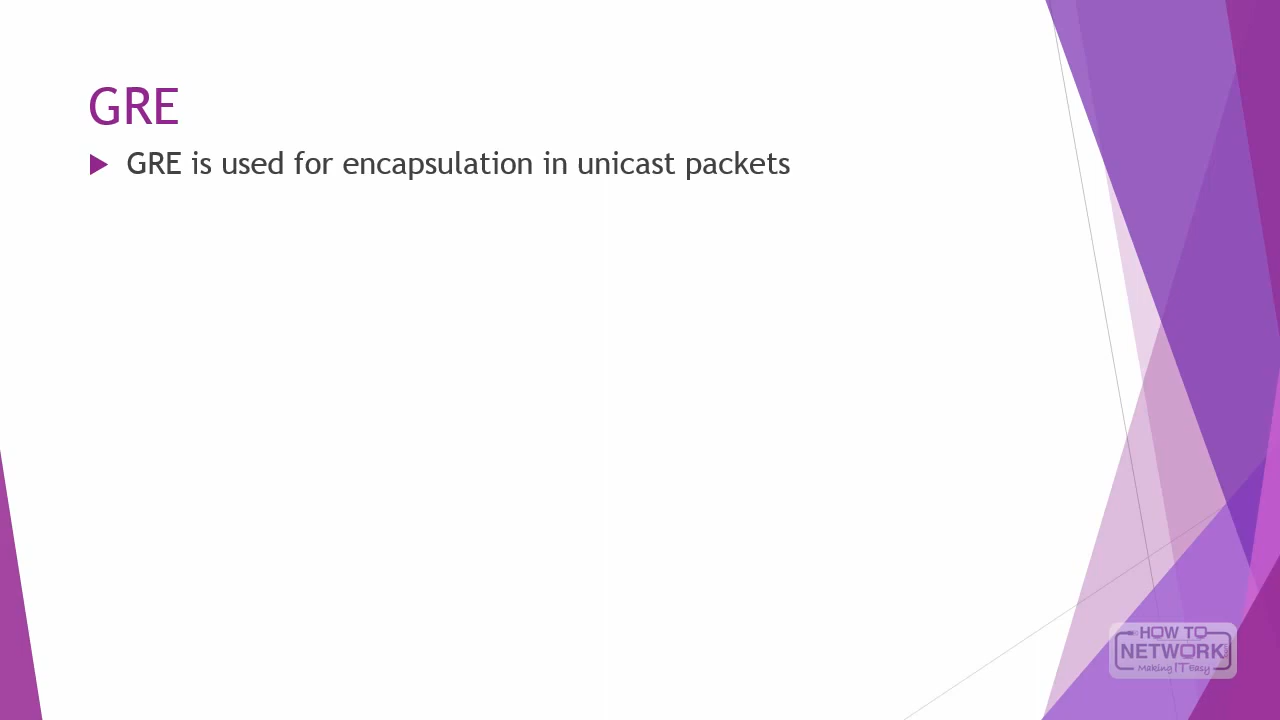 GRE
GRE is used for encapsulation in unicast packets
HOW TO
NETWORK
Making IT Easy